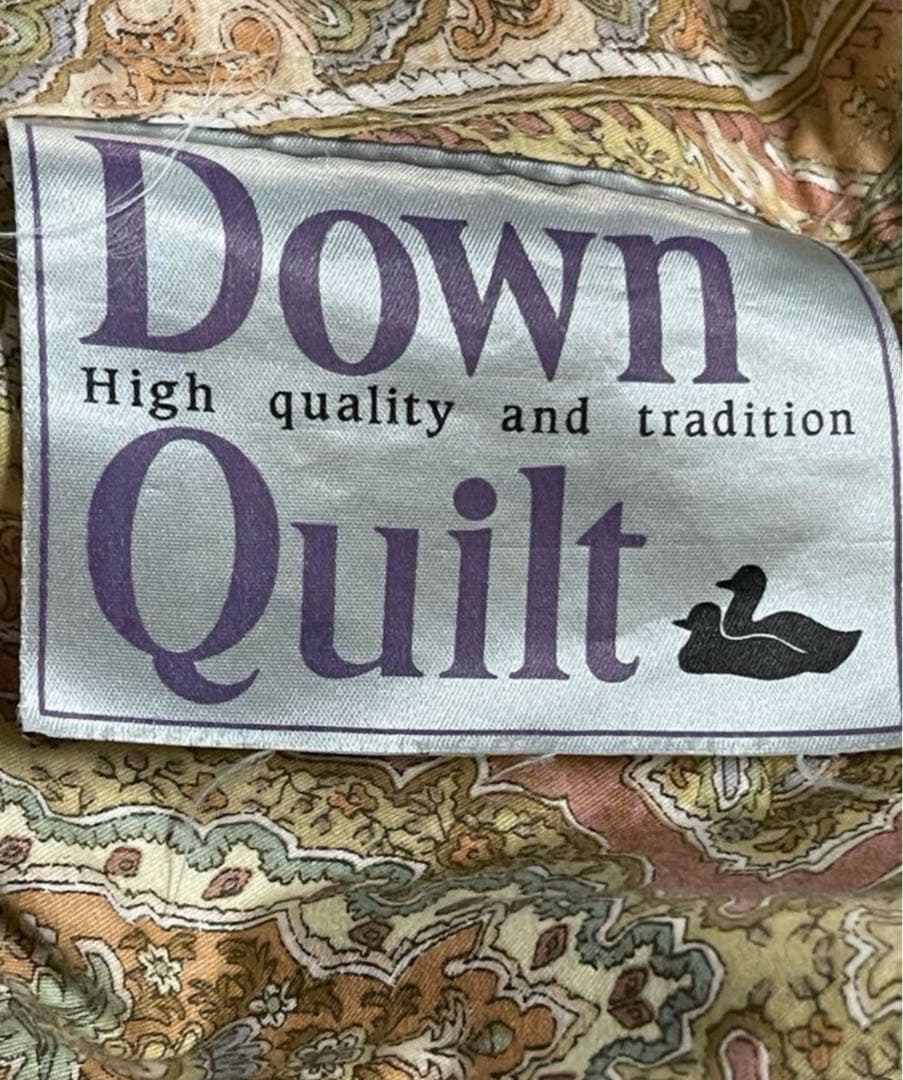 Down
High quality and tradition
Quilt